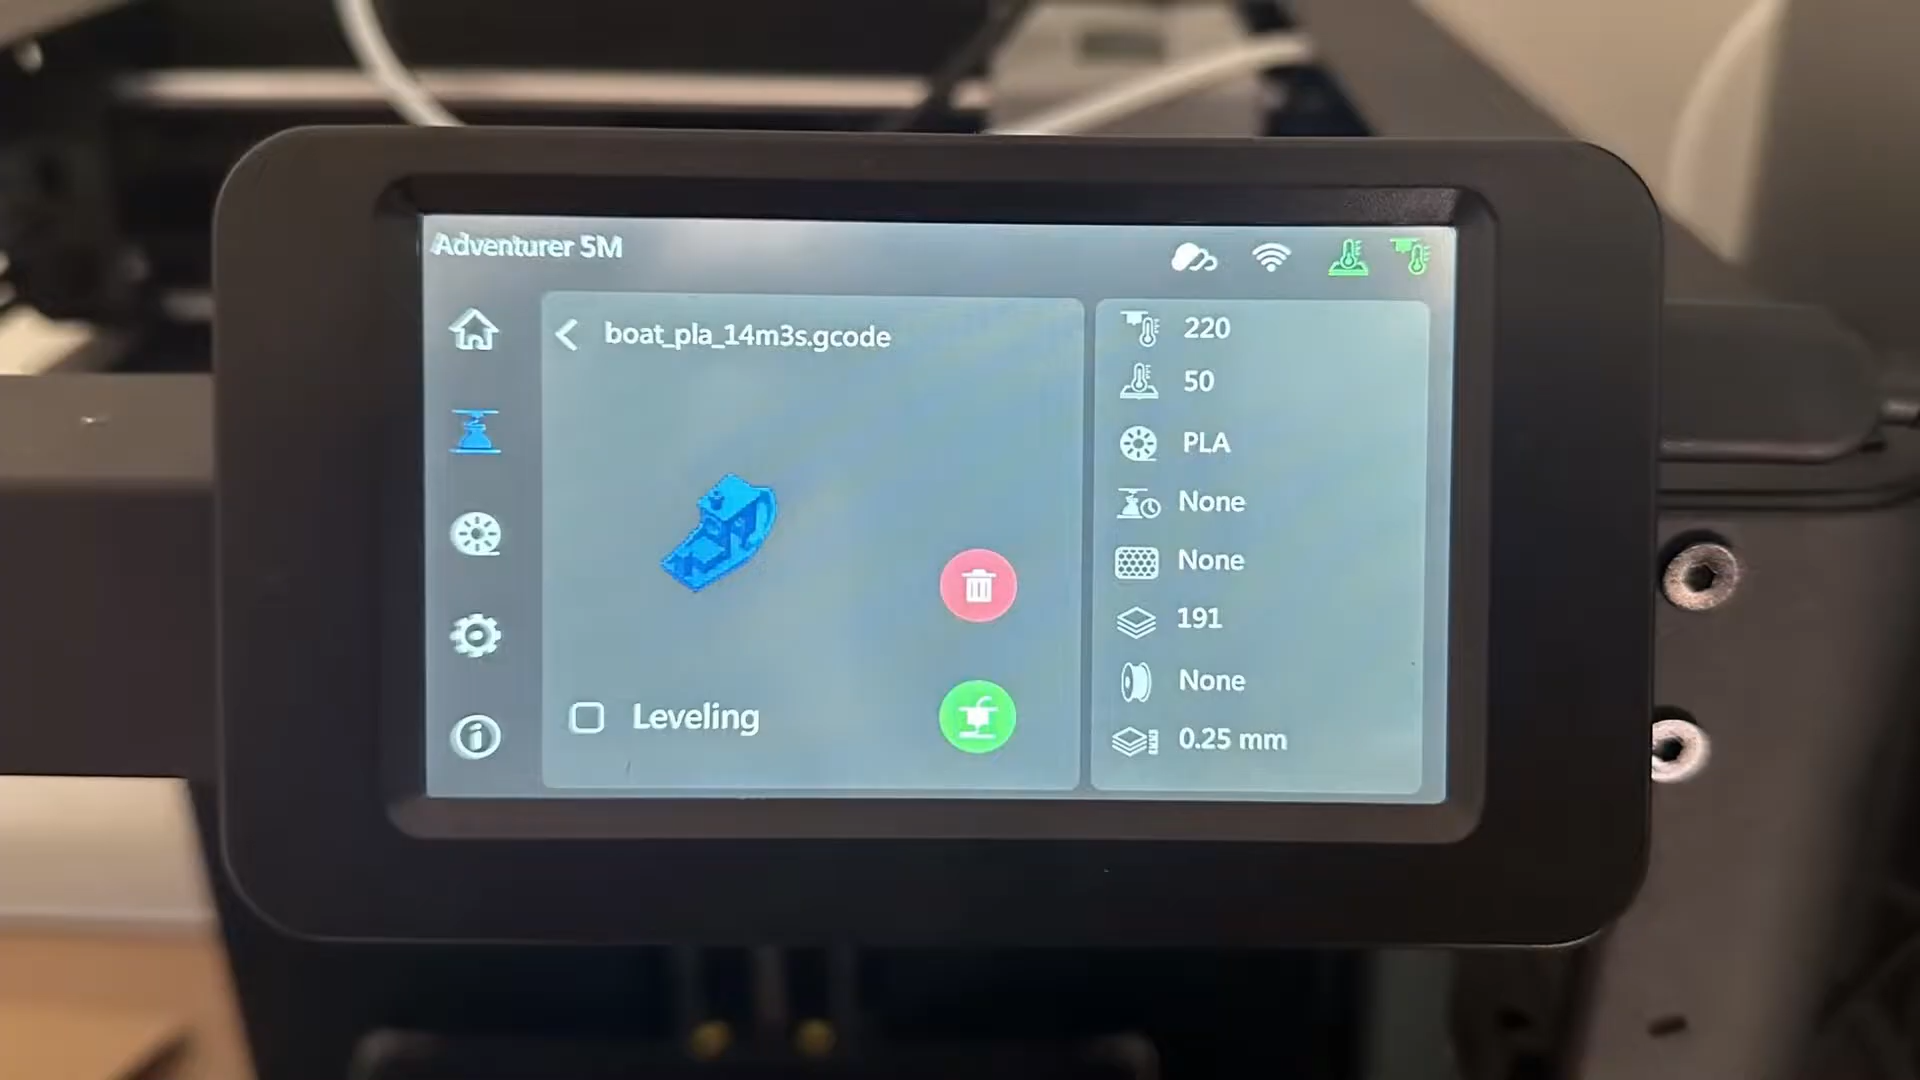 Adventurer 5M
boat_pla_14m3s.gcode
Leveling
220
50
PLA
None
None
191
None
0.25 mm